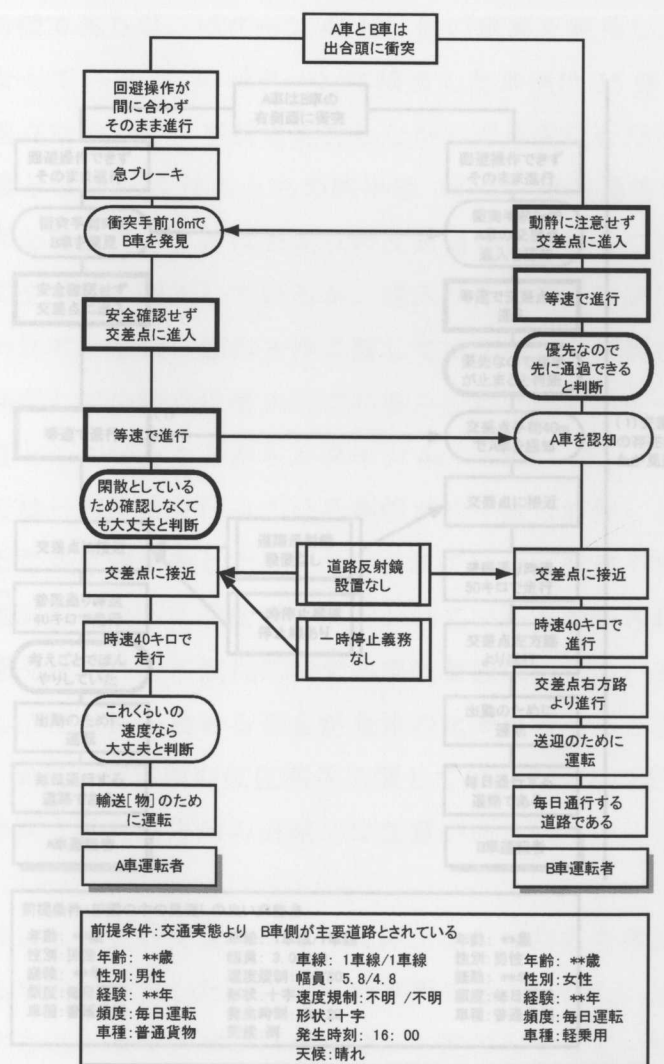 A車とB車は
出合頭に衝突
回避操作が
間に合わず
そのまま進行
急ブレーキ
衝突手前16mで
B車を発見
安全確認せず
交差点に進入
等速で進行
閑散としている
ため確認しなくて
も大丈夫と判断
交差点に接近
時速40キロで
走行
これくらいの
速度なら
大丈夫と判断
輸送[物]のため
に運転
A車運転者
道路反射鏡
設置なし
一時停止義務
なし
動静に注意せず
交差点に進入
等速で進行
優先なので
先に通過できる
と判断
A車を認知
交差点に接近
時速40キロで
進行
交差点右方路
より進行
送迎のために
運転
毎日通行する
道路である
B車運転者
前提条件:交通実態より B車側が主要道路とされている
年齢: **歳
性別:男性
経験: **年
頻度:毎日運転
車種:普通貨物
車線: 1車線/1車線
幅員: 5.8/4.8
速度規制:不明 /不明
形状:十字
発生時刻: 16: 00
天候:晴れ
年齢: **歳
性別:女性
経験: **年
頻度:毎日運転
車種:軽乗用